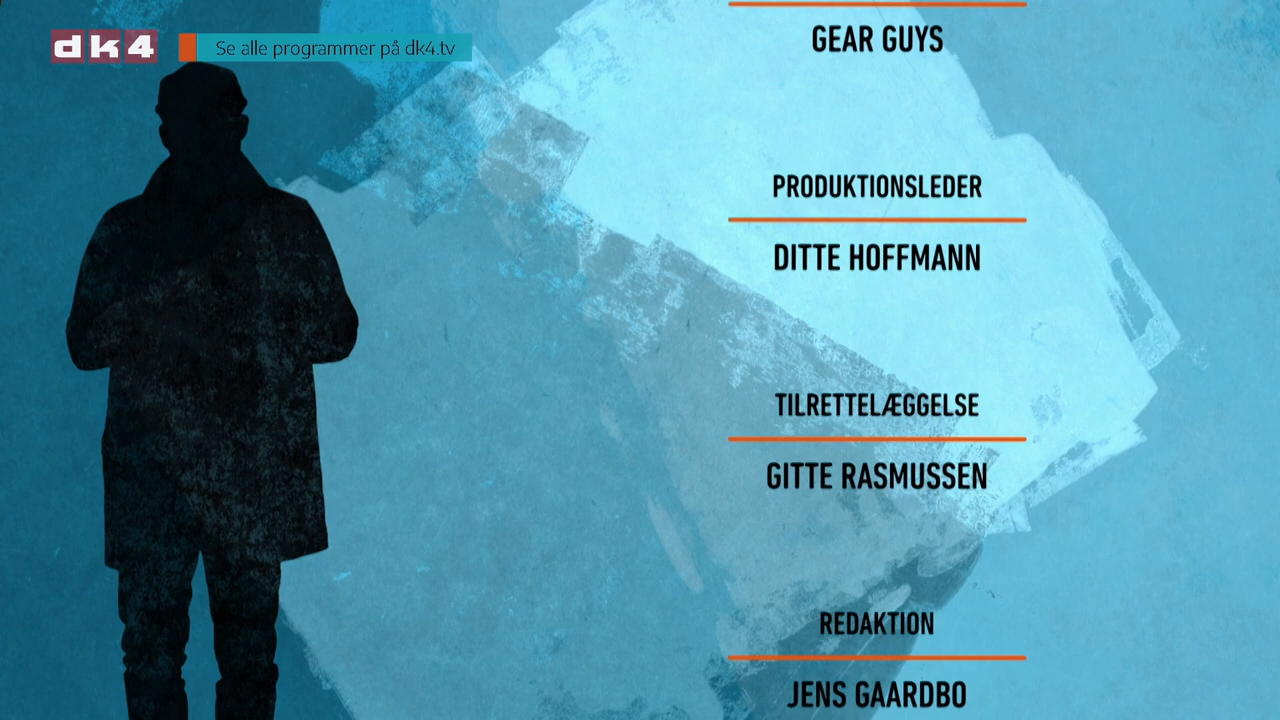 dk4
Se alle programmer på dk4.tv
GEAR GUYS
PRODUKTIONSLEDER
DITTE HOFFMANN
TILRETTELÆGGELSE
GITTE RASMUSSEN
REDAKTION
JENS GAARDBO